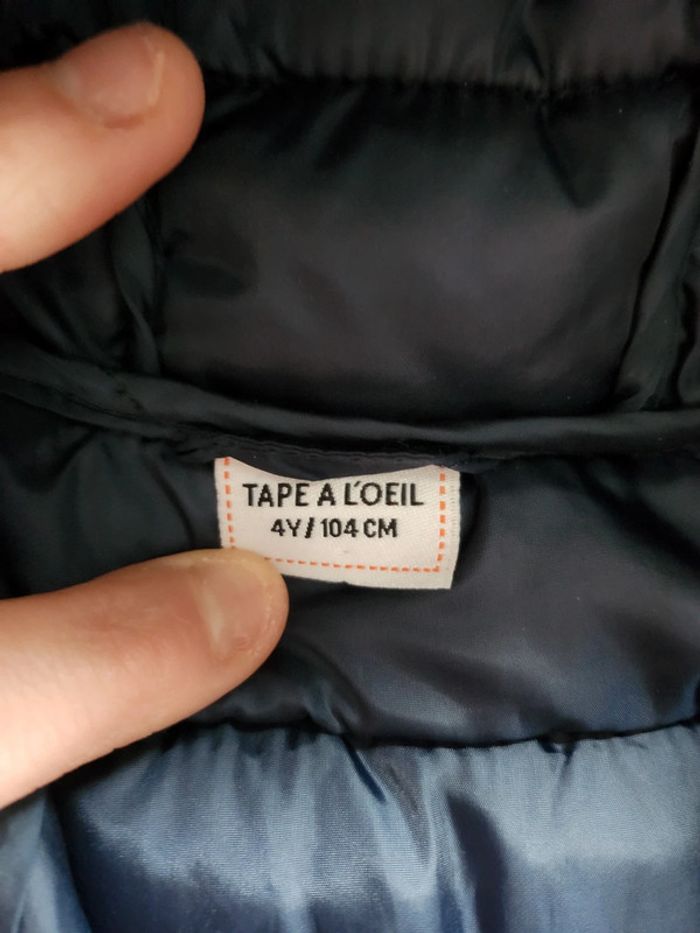 TAPE A L'OEIL
4Y/104 CM